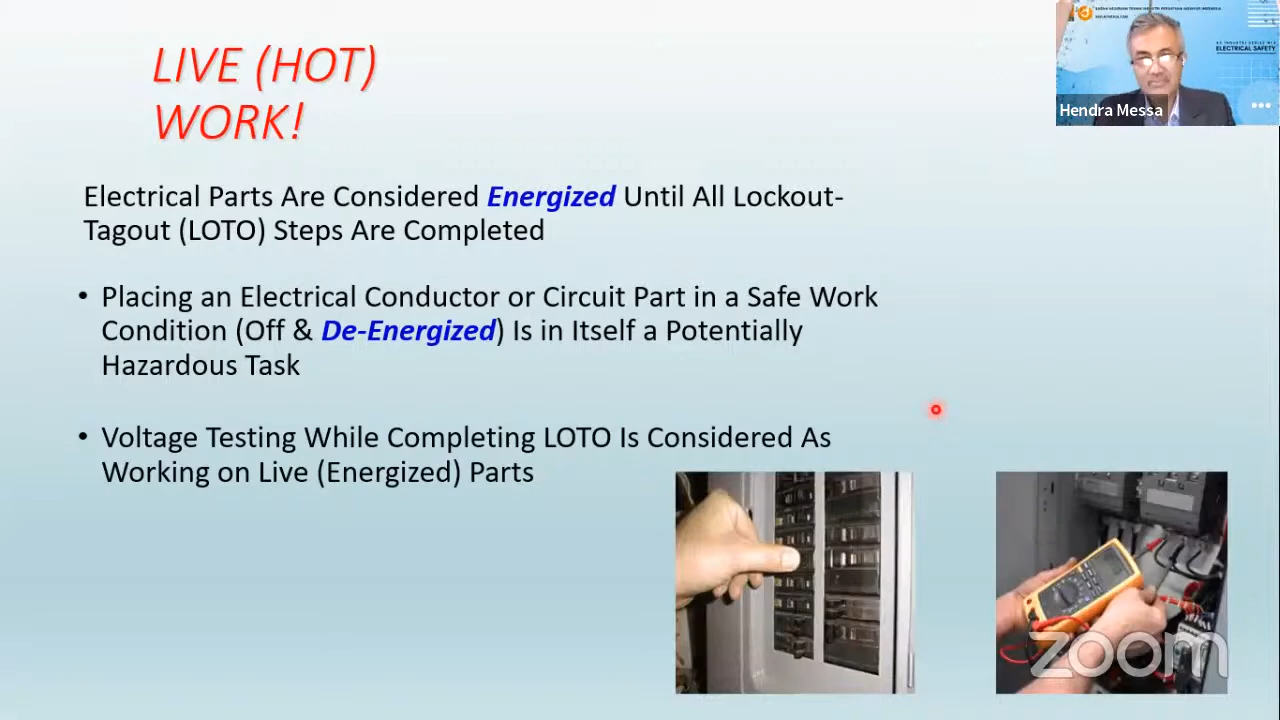 LIVE (HOT)
WORK!
Electrical Parts Are Considered Energized Until All Lockout-
Tagout (LOTO) Steps Are Completed
• Placing an Electrical Conductor or Circuit Part in a Safe Work
Condition (Off & De-Energized) Is in Itself a Potentially
Hazardous Task
• Voltage Testing While Completing LOTO Is Considered As
Working on Live (Energized) Parts
ELECTRICAL SAFETY
Hendra Messa
zoom